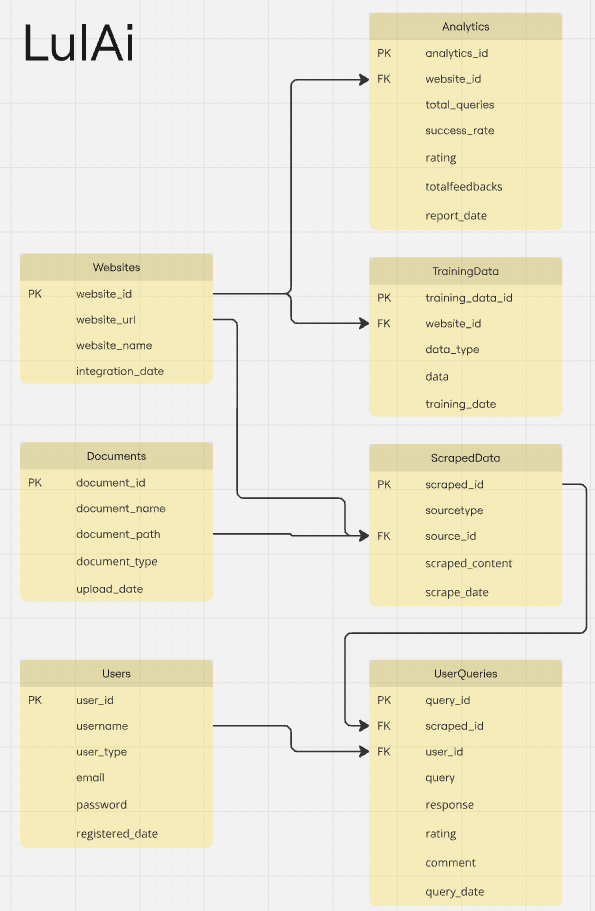 LulAi
Analytics
PK analytics_id
FK website_id
total_queries
success_rate
rating
totalfeedbacks
report_date
Websites
PK website_id
website_url
website_name
integration_date
TrainingData
PK training_data_id
FK website_id
data_type
data
training_date
Documents
PK document_id
document_name
document_path
document_type
upload_date
ScrapedData
PK scraped_id
sourcetype
FK source_id
scraped_content
scrape_date
Users
PK user_id
username
user_type
email
password
registered_date
UserQueries
PK query_id
FK scraped_id
FK user_id
query
response
rating
comment
query_date